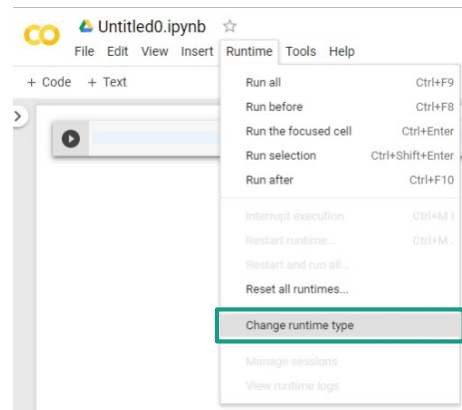 CO Untitled0.ipynb
File Edit View Insert Runtime Tools Help
+ Code + Text
Run all Ctrl+F9
Run before Ctrl+F8
Run the focused cell Ctrl+Enter
Run selection Ctrl+Shift+Enter
Run after Ctrl+F10
Interrupt execution Ctrl+M I
Restart runtime... Ctrl+M .
Restart and run all...
Reset all runtimes...
Change runtime type
Manage sessions
View runtime logs